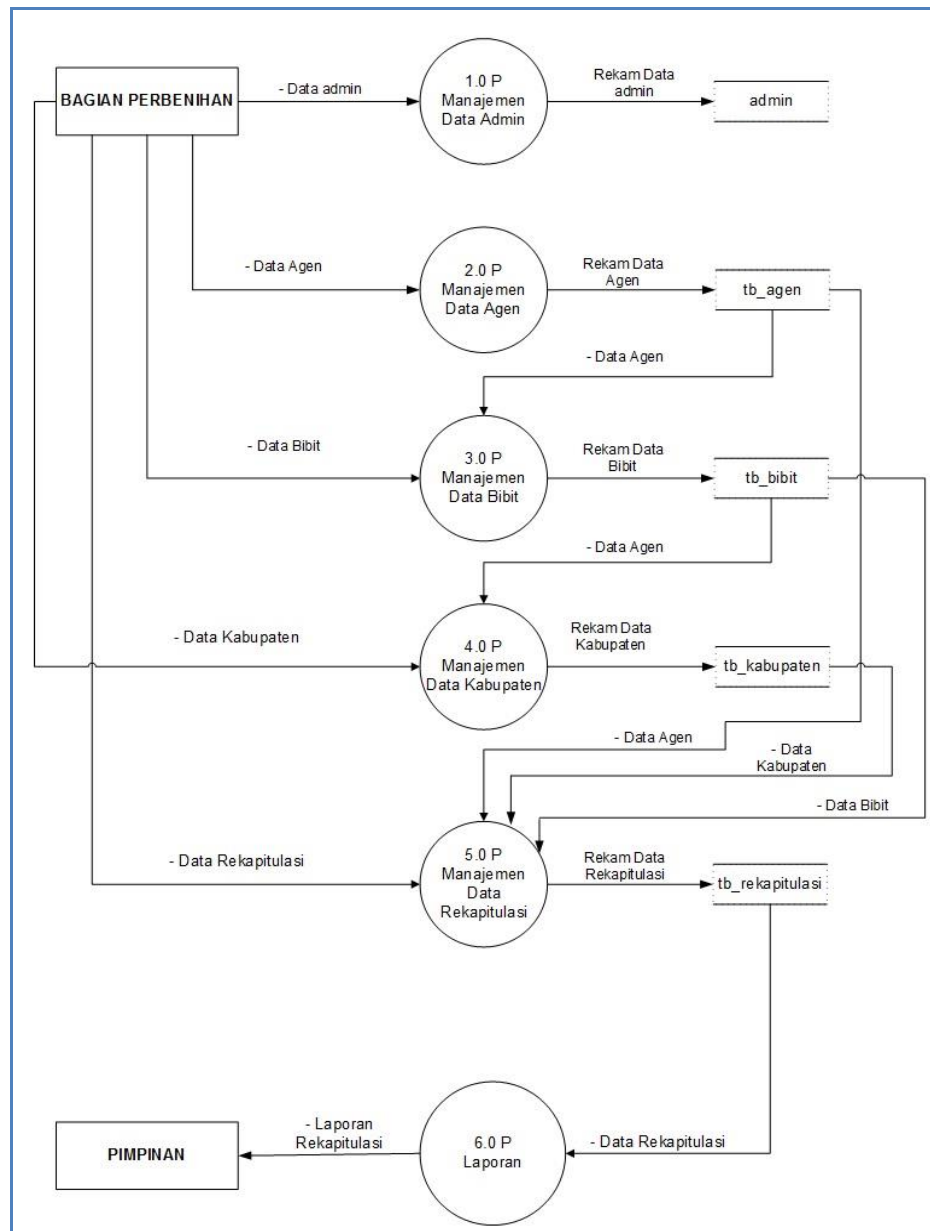 BAGIAN PERBENIHAN
- Data admin
1.0 P
Manajemen
Data Admin
Rekam Data
admin
admin
- Data Agen
2.0 P
Manajemen
Data Agen
Rekam Data
Agen
tb_agen
- Data Agen
- Data Bibit
3.0 P
Manajemen
Data Bibit
Rekam Data
Bibit
tb_bibit
- Data Agen
- Data Kabupaten
4.0 P
Manajemen
Data Kabupaten
Rekam Data
Kabupaten
tb_kabupaten
- Data Agen
- Data
Kabupaten
- Data Bibit
- Data Rekapitulasi
5.0 P
Manajemen
Data
Rekapitulasi
Rekam Data
Rekapitulasi
tb_rekapitulasi
PIMPINAN
- Laporan
Rekapitulasi
6.0 P
Laporan
- Data Rekapitulasi